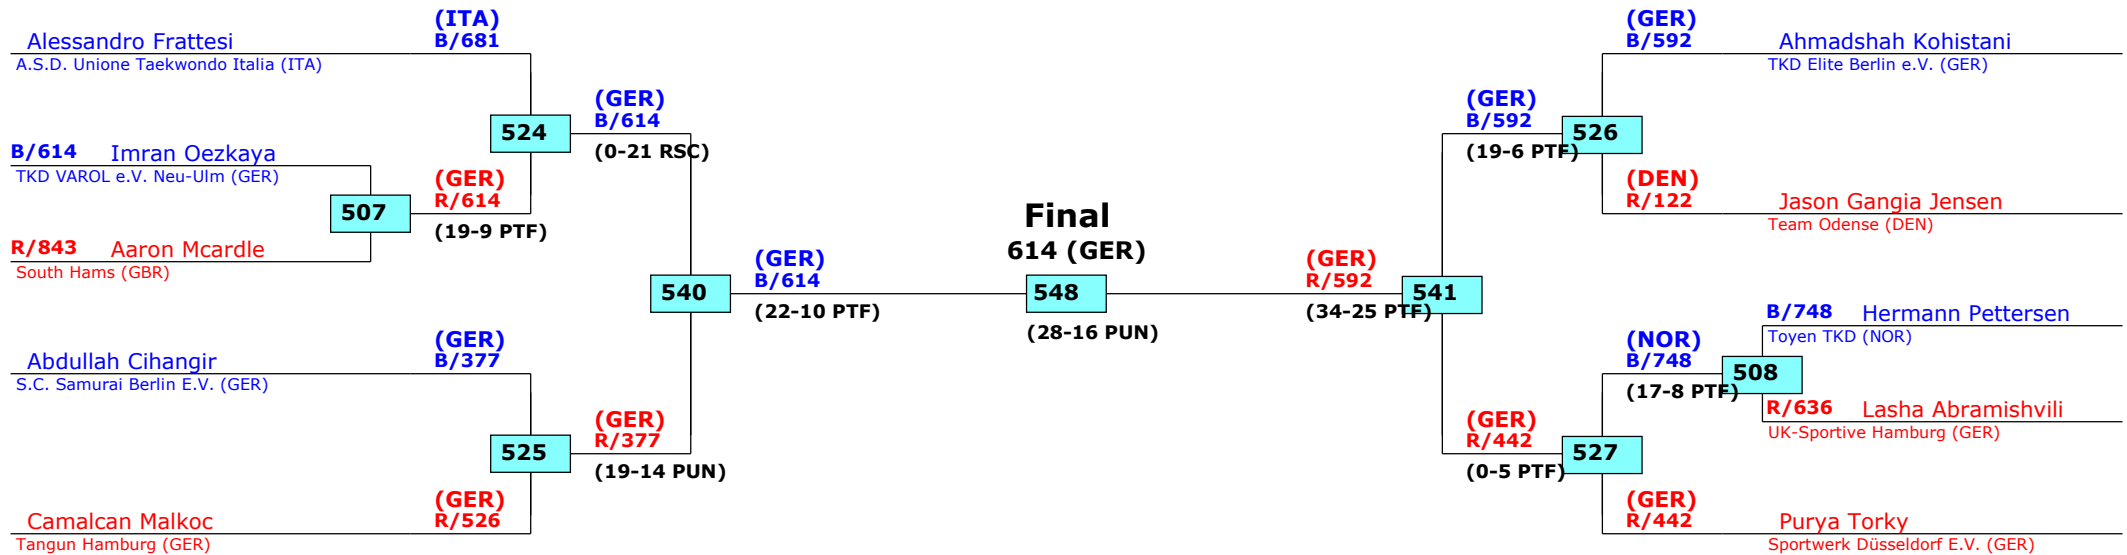 (ITA)
B/681
Alessandro Frattesi
A.S.D. Unione Taekwondo Italia (ITA)
524
(GER)
B/614
(0-21 RSC)
B/614 Imran Oezkaya
TKD VAROL e.V. Neu-Ulm (GER)
507
(GER)
R/614
(19-9 PTF)
R/843 Aaron Mcardle
South Hams (GBR)
540
(GER)
B/614
(22-10 PTF)
(GER)
B/377
Abdullah Cihangir
S.C. Samurai Berlin E.V. (GER)
525
(GER)
R/377
(19-14 PUN)
(GER)
R/526
Camalcan Malkoc
Tangun Hamburg (GER)
Final
614 (GER)
548
(28-16 PUN)
(GER)
R/592
(34-25 PTF)
541
(GER)
B/592
(19-6 PTF)
526
(GER)
B/592
Ahmadshah Kohistani
TKD Elite Berlin e.V. (GER)
(DEN)
R/122
Jason Gangia Jensen
Team Odense (DEN)
B/748 Hermann Pettersen
Toyen TKD (NOR)
(NOR)
B/748
(17-8 PTF)
508
R/636 Lasha Abramishvili
UK-Sportive Hamburg (GER)
(GER)
R/442
(0-5 PTF)
527
(GER)
R/442
Purya Torky
Sportwerk Düsseldorf E.V. (GER)